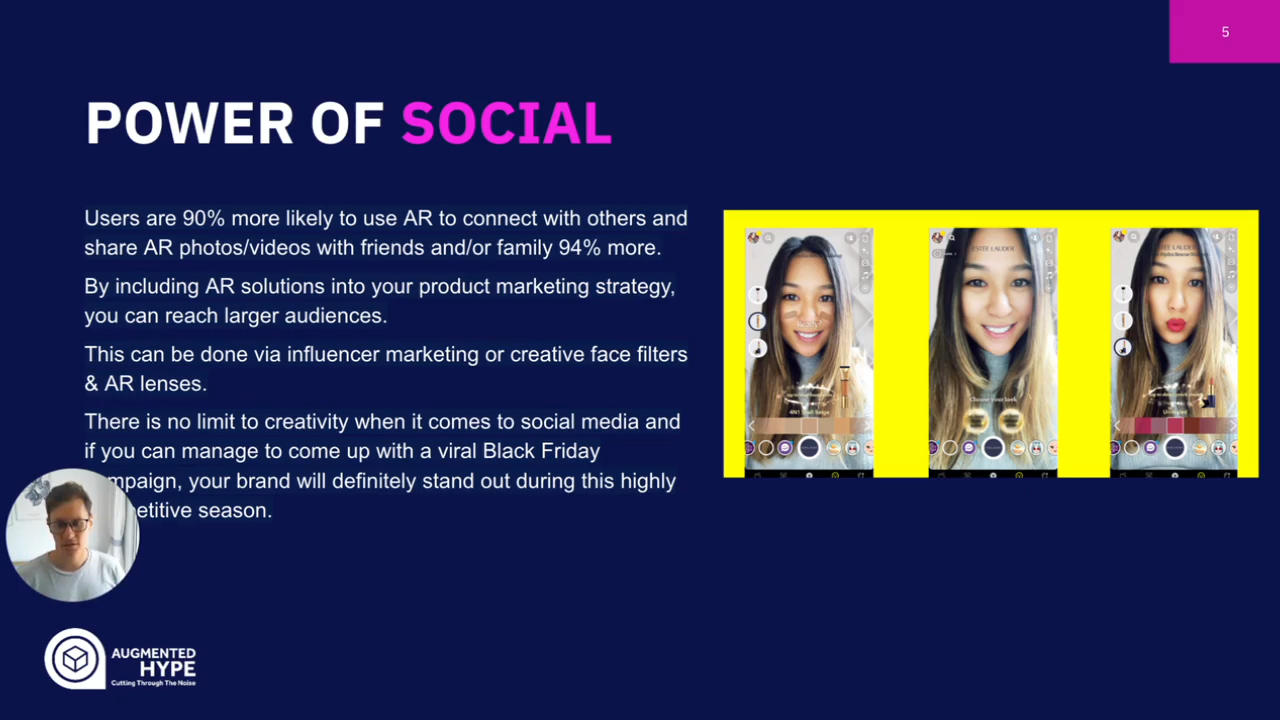 5
POWER OF SOCIAL
Users are 90% more likely to use AR to connect with others and
share AR photos/videos with friends and/or family 94% more.
By including AR solutions into your product marketing strategy,
you can reach larger audiences.
This can be done via influencer marketing or creative face filters
& AR lenses.
There is no limit to creativity when it comes to social media and
if you can manage to come up with a viral Black Friday
your brand will definitely stand out during this highly
season.
ESTEE LAUDER
Choose your look
AUGMENTED
HYPE
Cutting Through The Noise